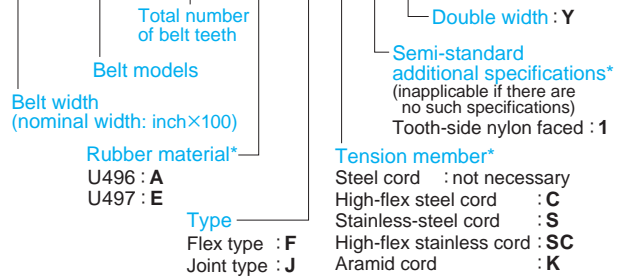 Total number
of belt teeth
Belt models
Belt width
(nominal width: inch×100)
Rubber material*
U496 : A
U497 : E
Type
Flex type : F
Joint type : J
Double width : Y
Semi-standard
additional specifications*
(inapplicable if there are
no such specifications)
Tooth-side nylon faced : 1
Tension member*
Steel cord : not necessary
High-flex steel cord : C
Stainless-steel cord : S
High-flex stainless cord : SC
Aramid cord : K